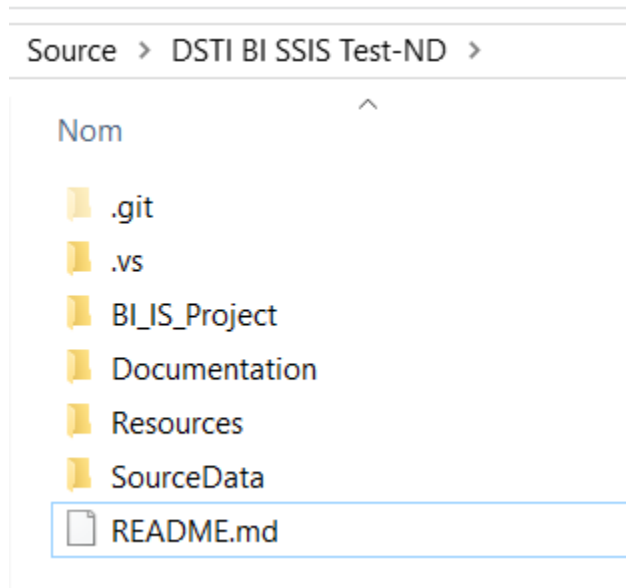 Source > DSTI BI SSIS Test-ND >
Nom
.git
.vs
BI_IS_Project
Documentation
Resources
SourceData
README.md